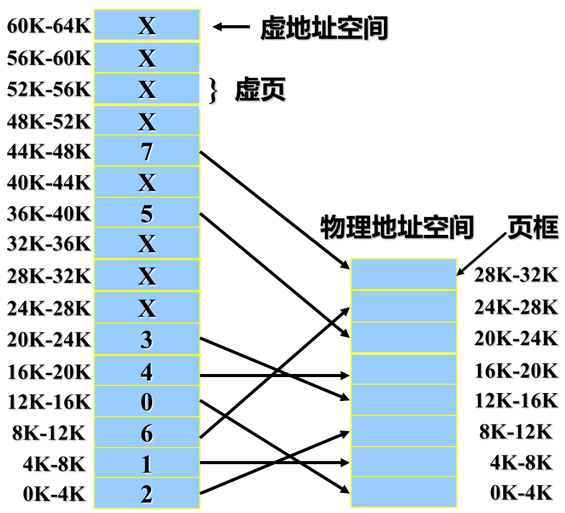 60K-64K X 虚地址空间
56K-60K X
52K-56K X } 虚页
48K-52K X
44K-48K 7
40K-44K X
36K-40K 5
物理地址空间 页框
32K-36K X
28K-32K X 28K-32K
24K-28K X 24K-28K
20K-24K 3 20K-24K
16K-20K 4 16K-20K
12K-16K 0 12K-16K
8K-12K 6 8K-12K
4K-8K 1 4K-8K
0K-4K 2 0K-4K